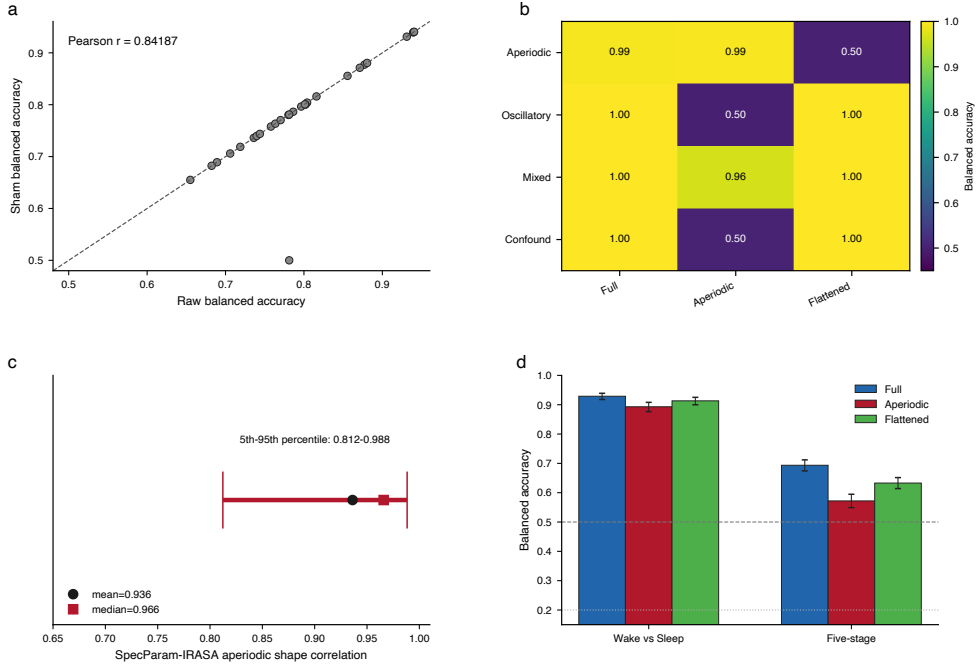 a
Pearson r = 0.84187
Sham balanced accuracy
0.9
0.8
0.7
0.6
0.5
0.5 0.6 0.7 0.8 0.9
Raw balanced accuracy
b
Aperiodic 0.99 0.99 0.50
Oscillatory 1.00 0.50 1.00
Mixed 1.00 0.96 1.00
Confound 1.00 0.50 1.00
Full Aperiodic Flattened
1.0
0.9
0.8
0.7
0.6
0.5
Balanced accuracy
c
5th-95th percentile: 0.812-0.988
mean=0.936
median=0.966
0.65 0.70 0.75 0.80 0.85 0.90 0.95 1.00
SpecParam-IRASA aperiodic shape correlation
d
Balanced accuracy
1.0
0.9
0.8
0.7
0.6
0.5
0.4
0.3
0.2
Full
Aperiodic
Flattened
Wake vs Sleep Five-stage